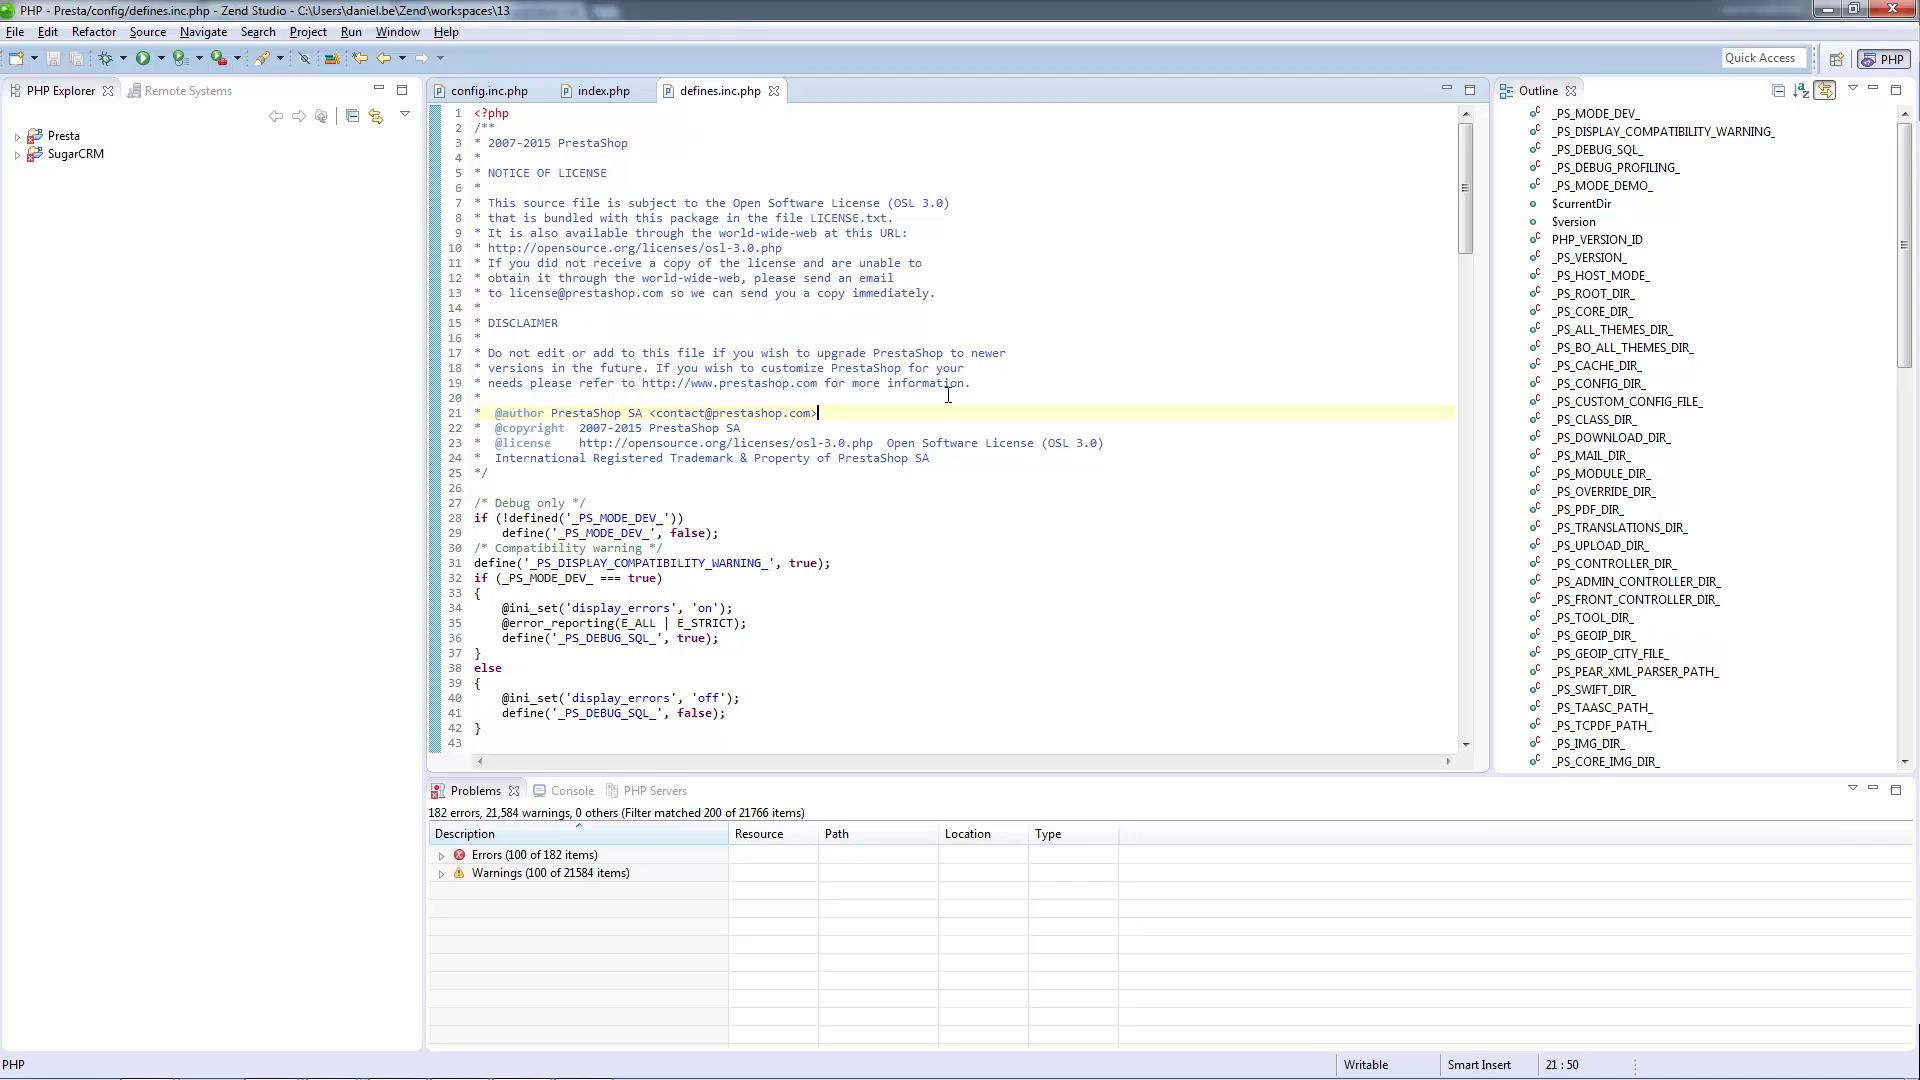 PHP - Presta/config/defines.inc.php - Zend Studio - C:\Users\daniel.be\Zend\workspaces\13
File Edit Refactor Source Navigate Search Project Run Window Help
Quick Access
PHP
PHP Explorer
Remote Systems
Presta
SugarCRM
config.inc.php
index.php
defines.inc.php
1 <?php
2 /**
3 * 2007-2015 PrestaShop
4 *
5 * NOTICE OF LICENSE
6 *
7 * This source file is subject to the Open Software License (OSL 3.0)
8 * that is bundled with this package in the file LICENSE.txt.
9 * It is also available through the world-wide-web at this URL:
10 * http://opensource.org/licenses/osl-3.0.php
11 * If you did not receive a copy of the license and are unable to
12 * obtain it through the world-wide-web, please send an email
13 * to license@prestashop.com so we can send you a copy immediately.
14 *
15 * DISCLAIMER
16 *
17 * Do not edit or add to this file if you wish to upgrade PrestaShop to newer
18 * versions in the future. If you wish to customize PrestaShop for your
19 * needs please refer to http://www.prestashop.com for more information.
20 *
21 *  @author PrestaShop SA <contact@prestashop.com>
22 *  @copyright  2007-2015 PrestaShop SA
23 *  @license    http://opensource.org/licenses/osl-3.0.php  Open Software License (OSL 3.0)
24 *  International Registered Trademark & Property of PrestaShop SA
25 */
26
27 /* Debug only */
28 if (!defined('_PS_MODE_DEV_'))
29     define('_PS_MODE_DEV_', false);
30 /* Compatibility warning */
31 define('_PS_DISPLAY_COMPATIBILITY_WARNING_', true);
32 if (_PS_MODE_DEV_ === true)
33 {
34     @ini_set('display_errors', 'on');
35     @error_reporting(E_ALL | E_STRICT);
36     define('_PS_DEBUG_SQL_', true);
37 }
38 else
39 {
40     @ini_set('display_errors', 'off');
41     define('_PS_DEBUG_SQL_', false);
42 }
43
Outline
_PS_MODE_DEV_
_PS_DISPLAY_COMPATIBILITY_WARNING_
_PS_DEBUG_SQL_
_PS_DEBUG_PROFILING_
_PS_MODE_DEMO_
$currentDir
$version
PHP_VERSION_ID
_PS_VERSION_
_PS_HOST_MODE_
_PS_ROOT_DIR_
_PS_CORE_DIR_
_PS_ALL_THEMES_DIR_
_PS_BO_ALL_THEMES_DIR_
_PS_CACHE_DIR_
_PS_CONFIG_DIR_
_PS_CUSTOM_CONFIG_FILE_
_PS_CLASS_DIR_
_PS_DOWNLOAD_DIR_
_PS_MAIL_DIR_
_PS_MODULE_DIR_
_PS_OVERRIDE_DIR_
_PS_PDF_DIR_
_PS_TRANSLATIONS_DIR_
_PS_UPLOAD_DIR_
_PS_CONTROLLER_DIR_
_PS_ADMIN_CONTROLLER_DIR_
_PS_FRONT_CONTROLLER_DIR_
_PS_TOOL_DIR_
_PS_GEOIP_DIR_
_PS_GEOIP_CITY_FILE_
_PS_PEAR_XML_PARSER_PATH_
_PS_SWIFT_DIR_
_PS_TAASC_PATH_
_PS_TCPDF_PATH_
_PS_IMG_DIR_
_PS_CORE_IMG_DIR_
Problems
Console
PHP Servers
182 errors, 21,584 warnings, 0 others (Filter matched 200 of 21766 items)
Description Resource Path Location Type
Errors (100 of 182 items)
Warnings (100 of 21584 items)
PHP
Writable
Smart Insert
21 : 50